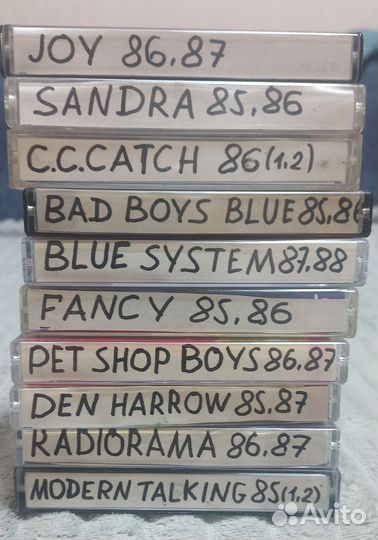 JOY 86.87
SANDRA 85.86
C.C.CATCH 86(1.2)
BAD BOYS BLUE 85.86
BLUE SYSTEM 87.88
FANCY 85.86
PET SHOP BOYS 86.87
DEN HARROW 85.87
RADIORAMA 86.87
MODERN TALKING 85(1.2)
Avito